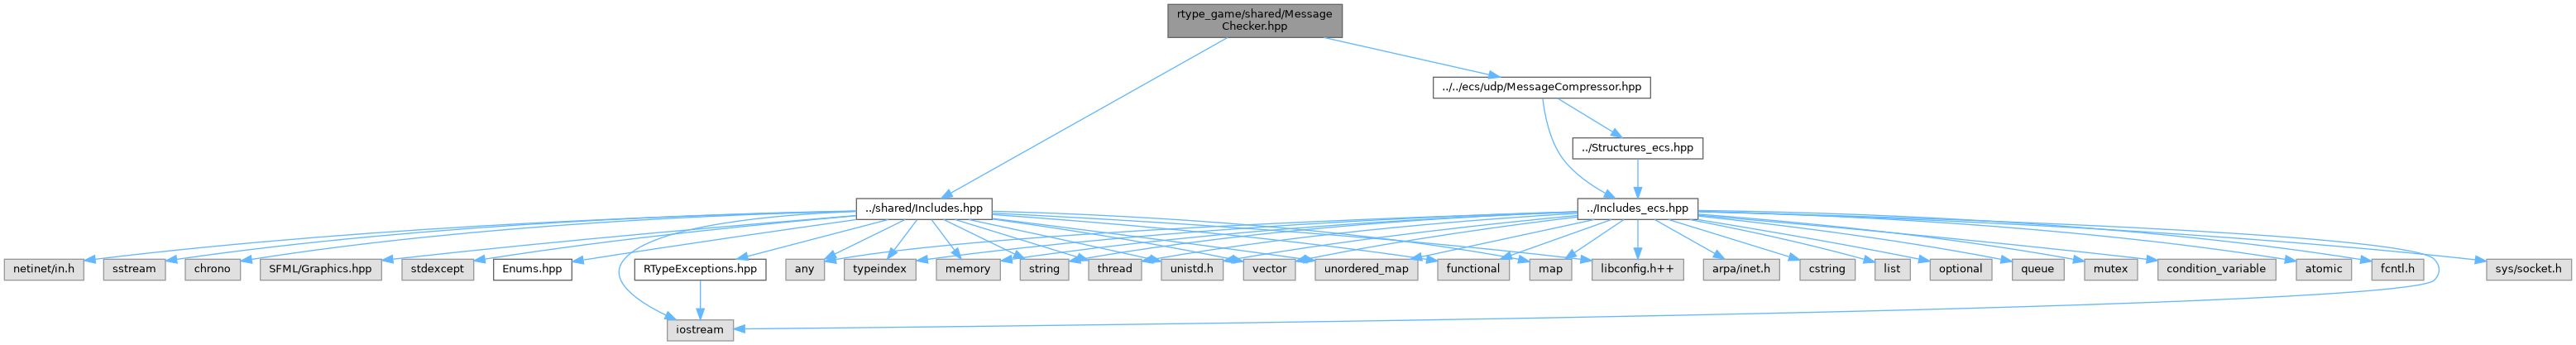 rtype_game/shared/Message
Checker.hpp
../../ecs/udp/MessageCompressor.hpp
../Structures_ecs.hpp
../shared/Includes.hpp
../Includes_ecs.hpp
netinet/in.h
sstream
chrono
SFML/Graphics.hpp
stdexcept
Enums.hpp
RTypeExceptions.hpp
any
typeindex
memory
string
thread
unistd.h
vector
unordered_map
functional
map
libconfig.h++
arpa/inet.h
cstring
list
optional
queue
mutex
condition_variable
atomic
fcntl.h
sys/socket.h
iostream